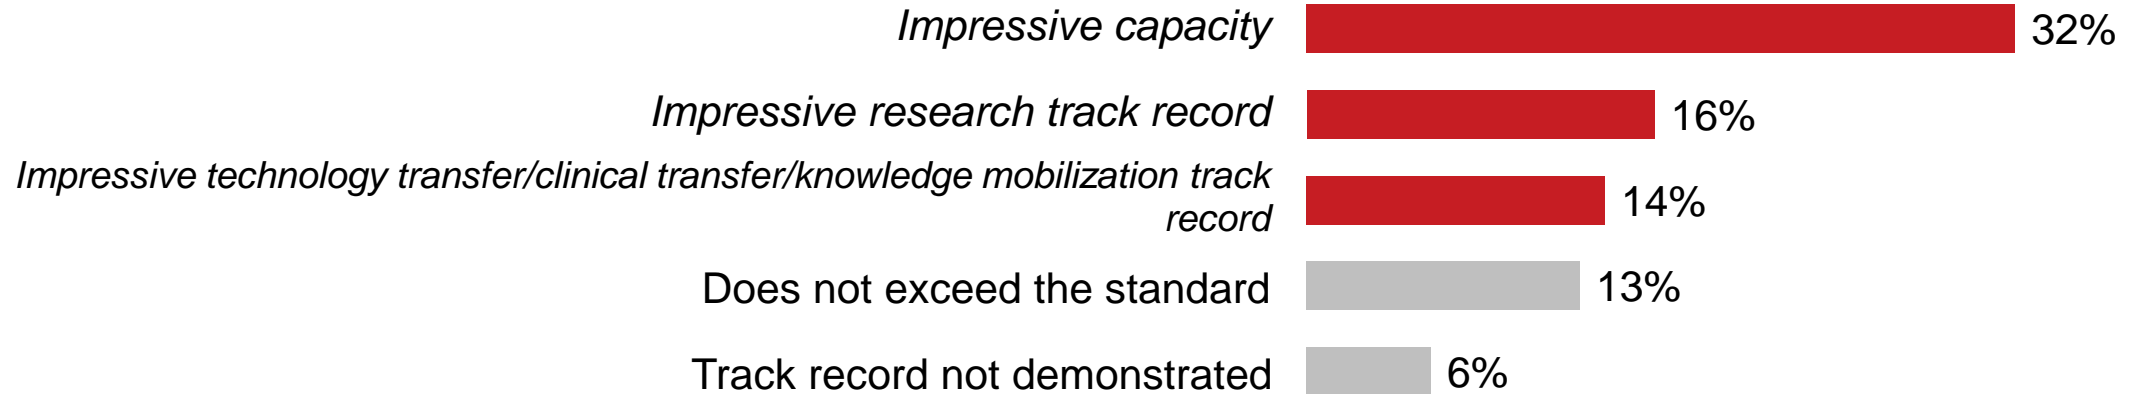 Impressive capacity 32%
Impressive research track record 16%
Impressive technology transfer/clinical transfer/knowledge mobilization track
record 14%
Does not exceed the standard 13%
Track record not demonstrated 6%